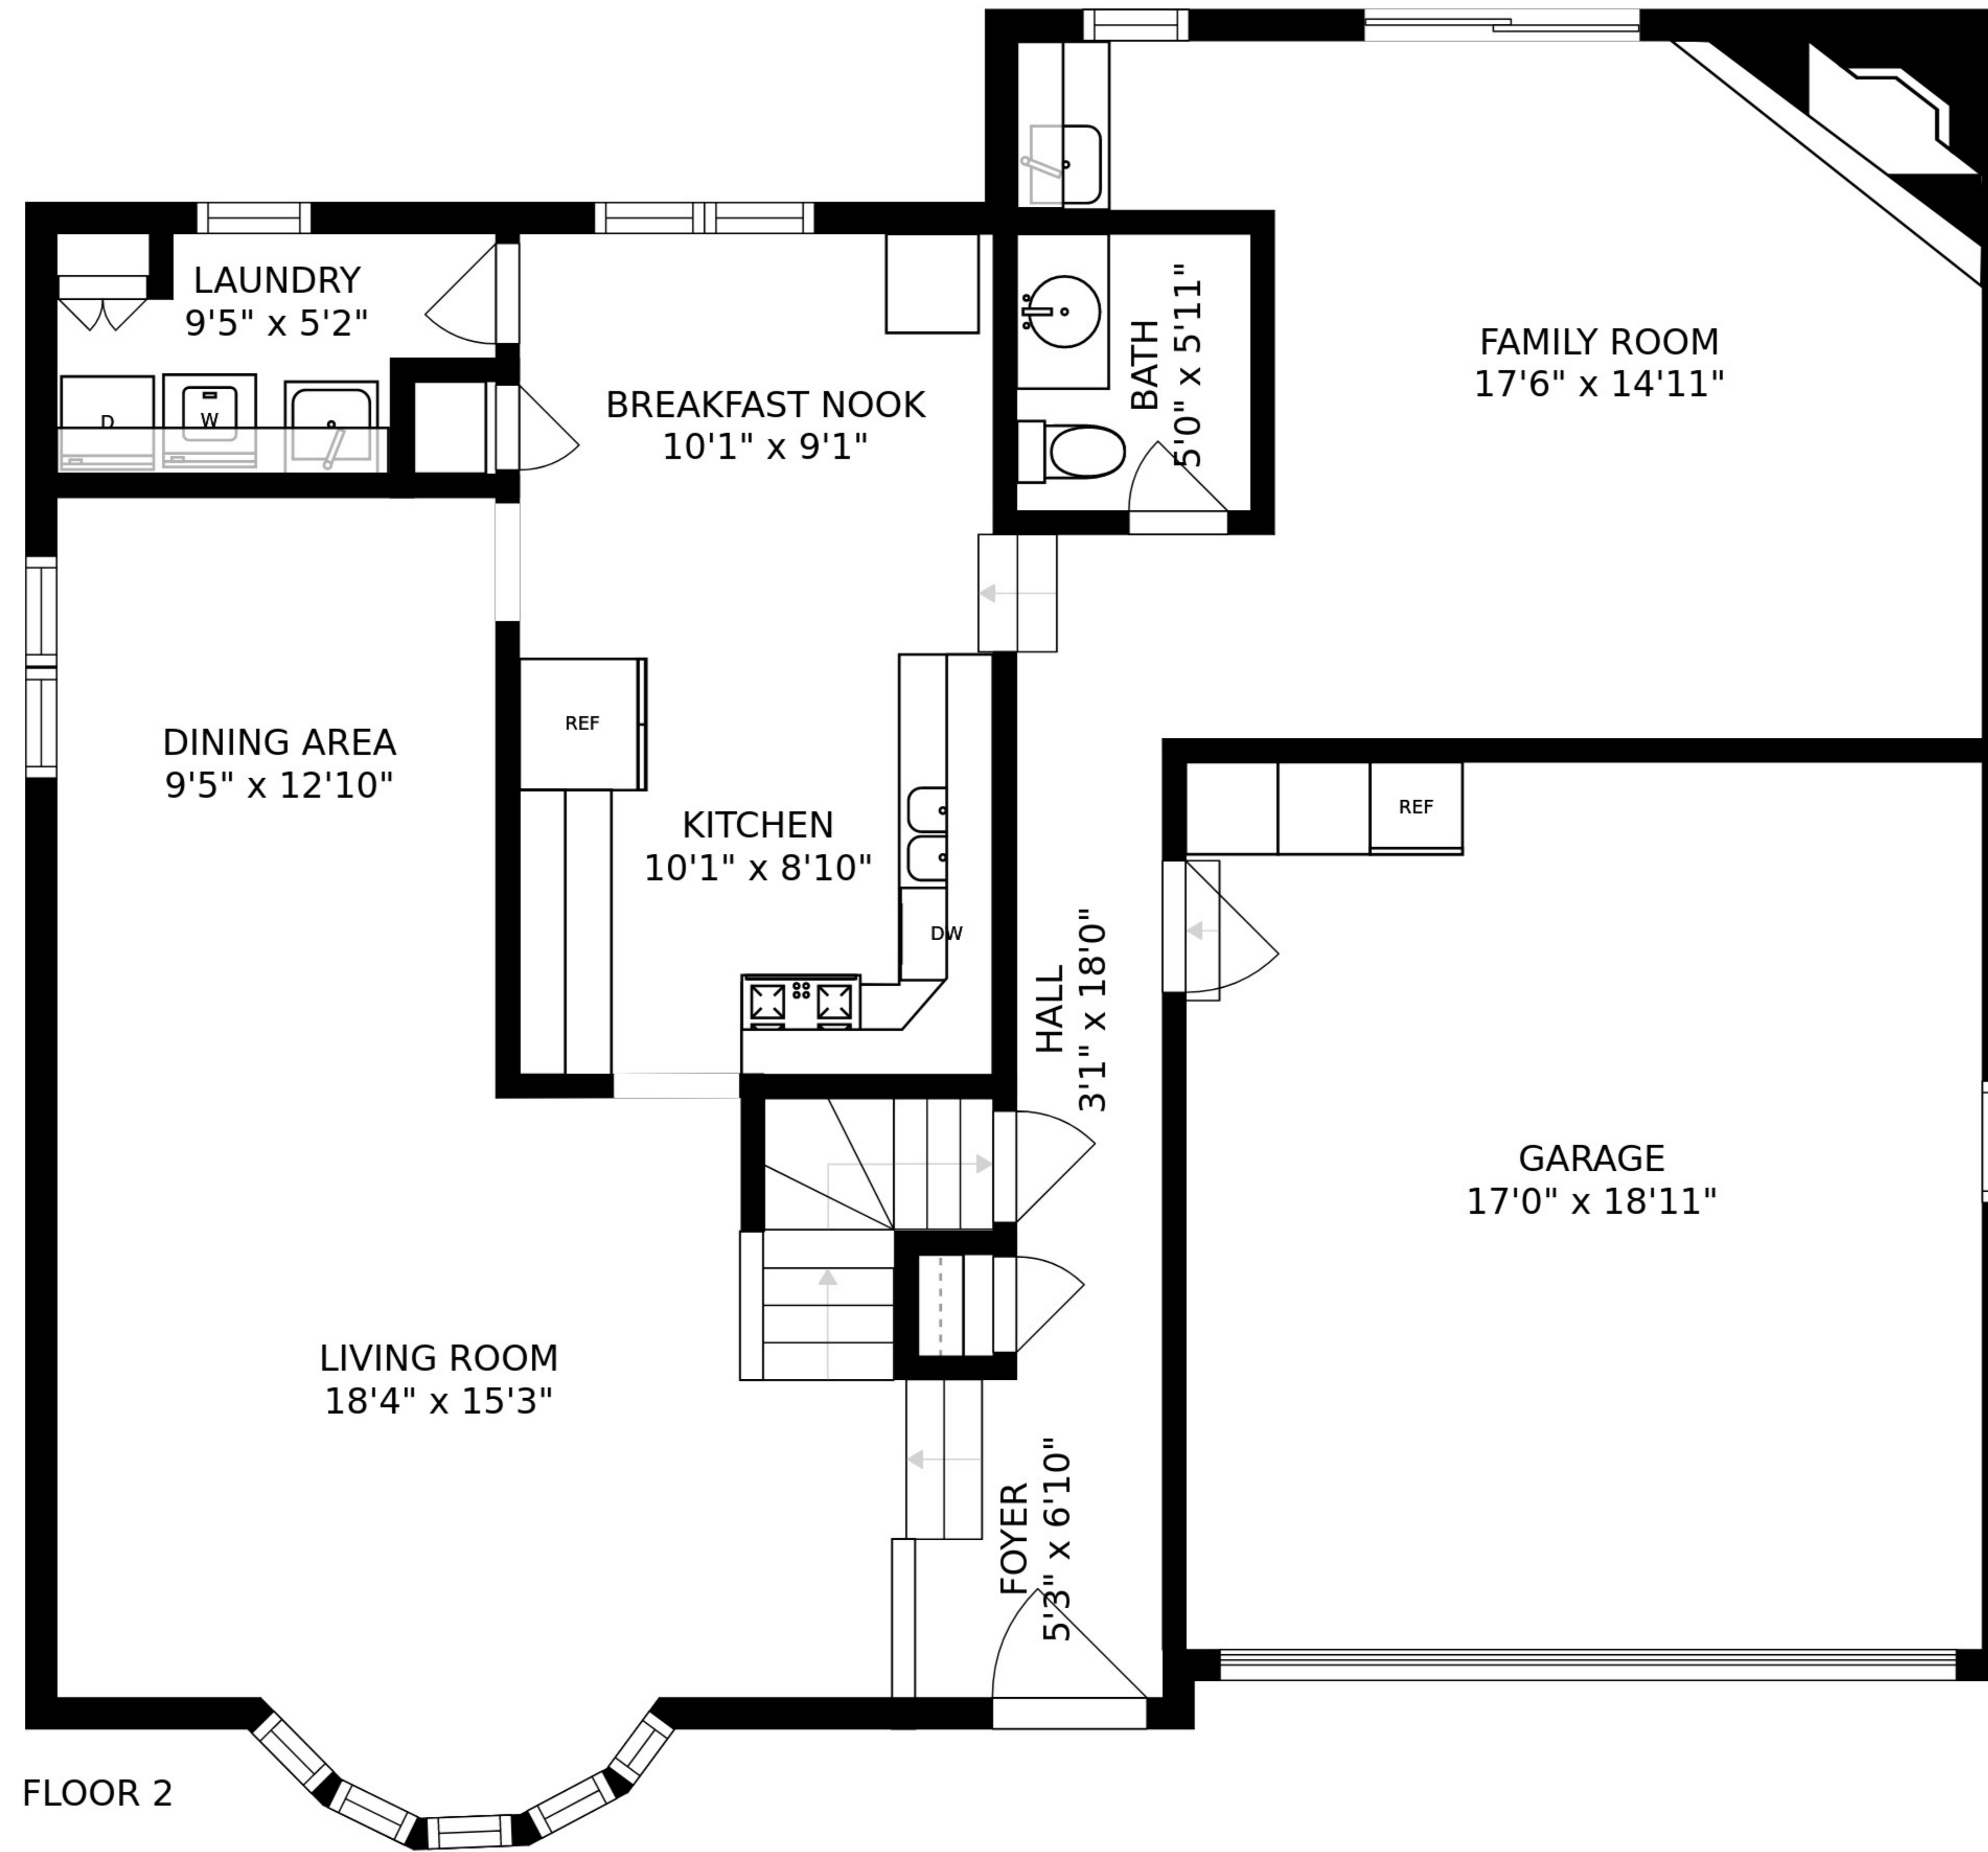 LAUNDRY
9'5" x 5'2"
D
W
BREAKFAST NOOK
10'1" x 9'1"
BATH
5'0" x 5'11"
FAMILY ROOM
17'6" x 14'11"
DINING AREA
9'5" x 12'10"
REF
KITCHEN
10'1" x 8'10"
DW
HALL
3'1" x 18'0"
REF
GARAGE
17'0" x 18'11"
LIVING ROOM
18'4" x 15'3"
FOYER
5'3" x 6'10"
FLOOR 2